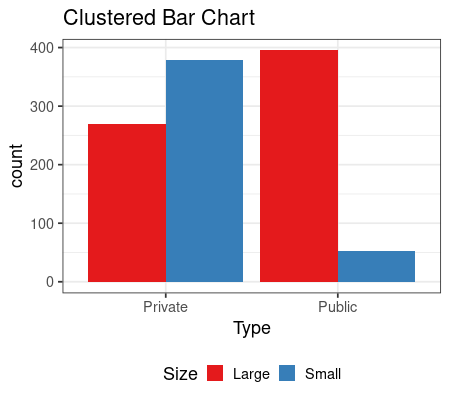 Clustered Bar Chart
400
300
200
100
0
count
Private Public
Type
Size Large Small